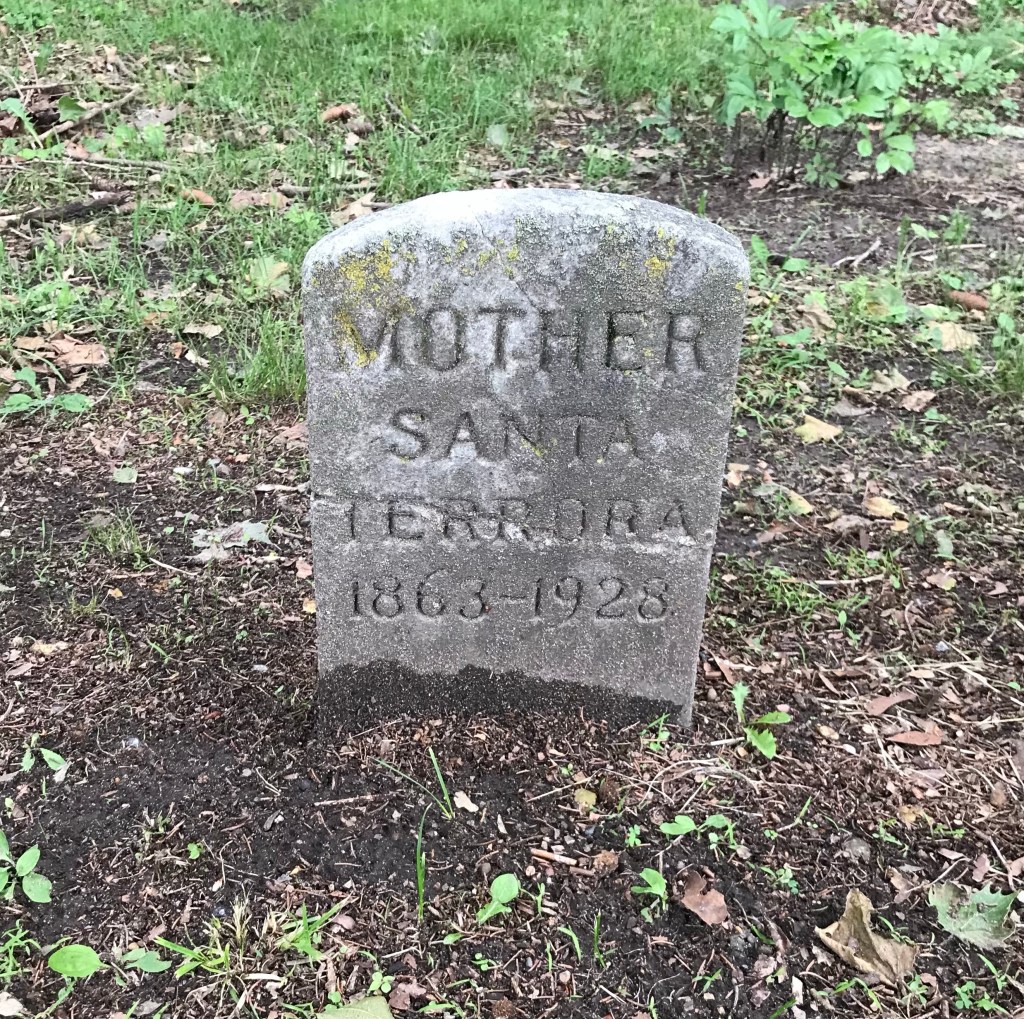 MOTHER
SANTA
TERRORA
1863-1928